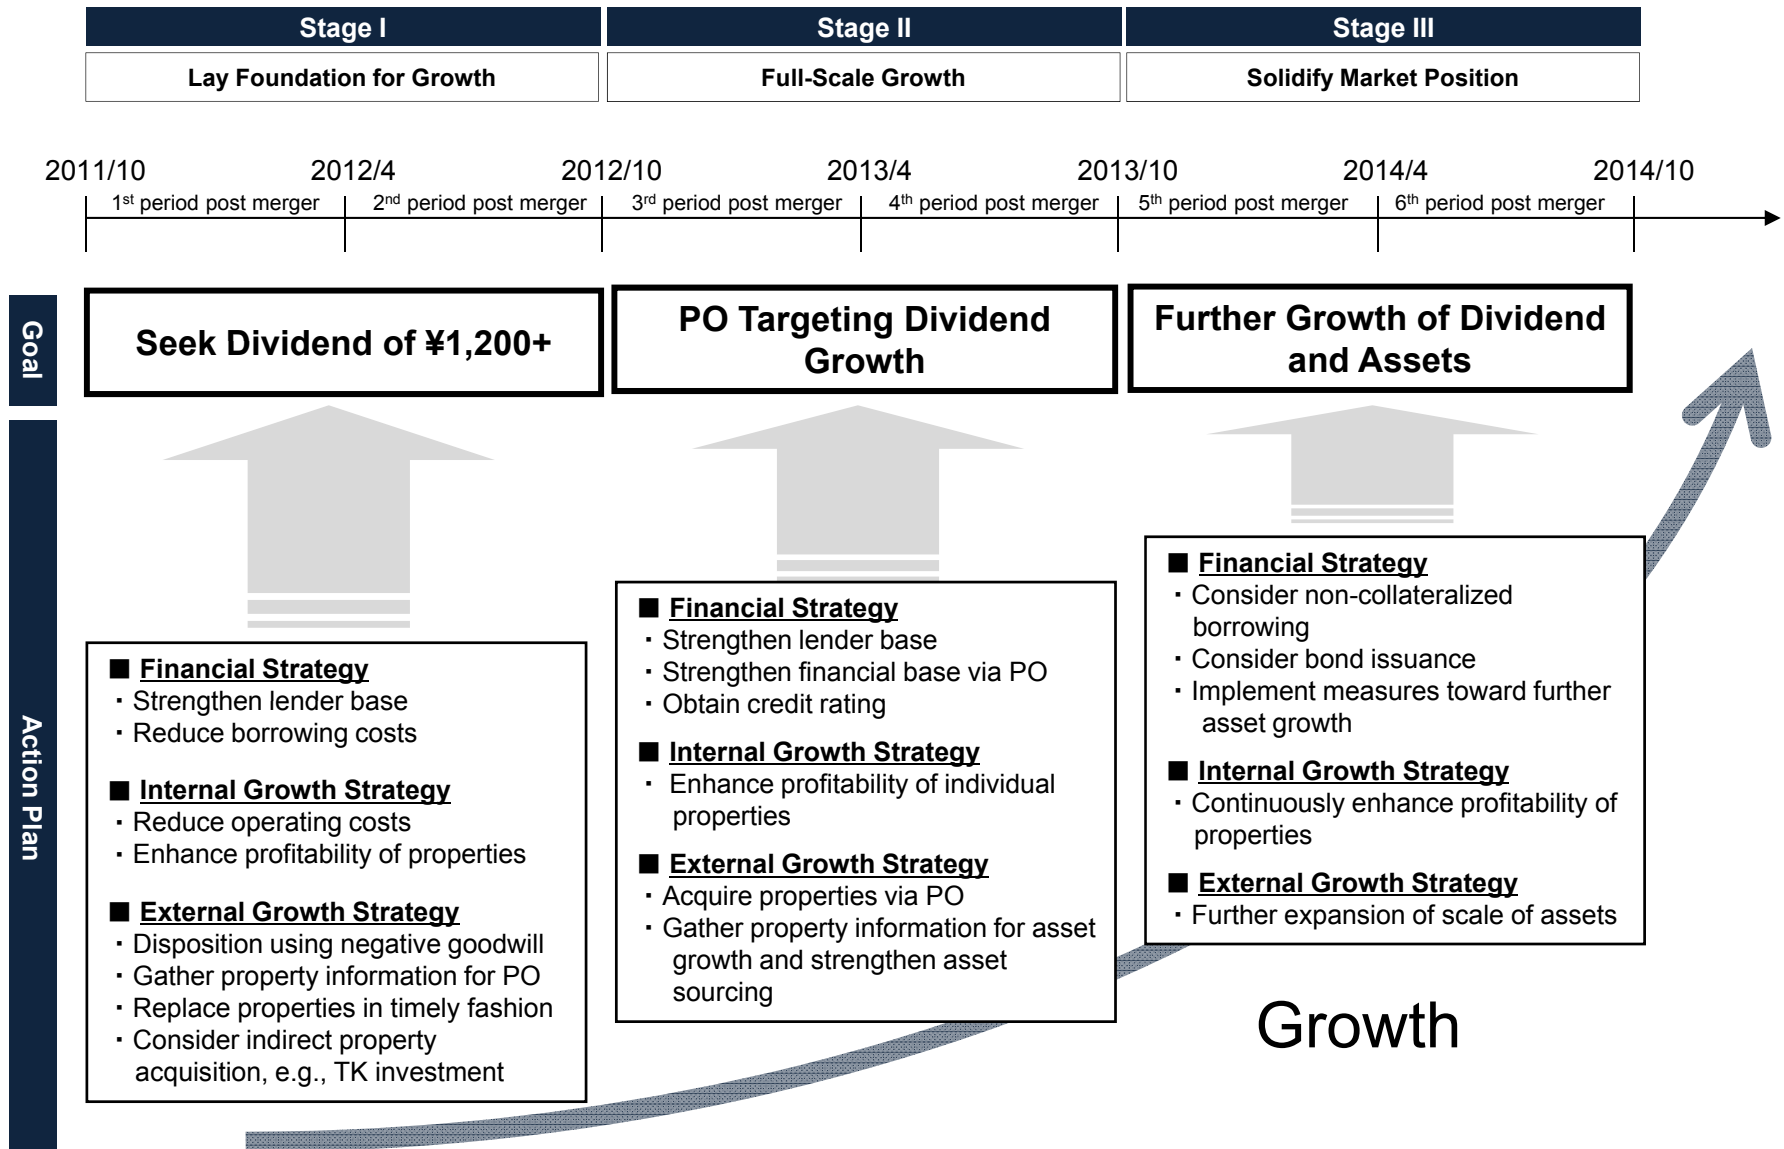 Stage I
Stage II
Stage III
Lay Foundation for Growth
Full-Scale Growth
Solidify Market Position
2011/10
2012/4
2012/10
2013/4
2013/10
2014/4
2014/10
1st period post merger
2nd period post merger
3rd period post merger
4th period post merger
5th period post merger
6th period post merger
Goal
Seek Dividend of ¥1,200+
PO Targeting Dividend
Growth
Further Growth of Dividend
and Assets
Action Plan
■ Financial Strategy
・Strengthen lender base
・Reduce borrowing costs
■ Internal Growth Strategy
・Reduce operating costs
・Enhance profitability of properties
■ External Growth Strategy
・Disposition using negative goodwill
・Gather property information for PO
・Replace properties in timely fashion
・Consider indirect property
acquisition, e.g., TK investment
■ Financial Strategy
・Strengthen lender base
・Strengthen financial base via PO
・Obtain credit rating
■ Internal Growth Strategy
・Enhance profitability of individual
properties
■ External Growth Strategy
・Acquire properties via PO
・Gather property information for asset
growth and strengthen asset
sourcing
■ Financial Strategy
・Consider non-collateralized
borrowing
・Consider bond issuance
・Implement measures toward further
asset growth
■ Internal Growth Strategy
・Continuously enhance profitability of
properties
■ External Growth Strategy
・Further expansion of scale of assets
Growth